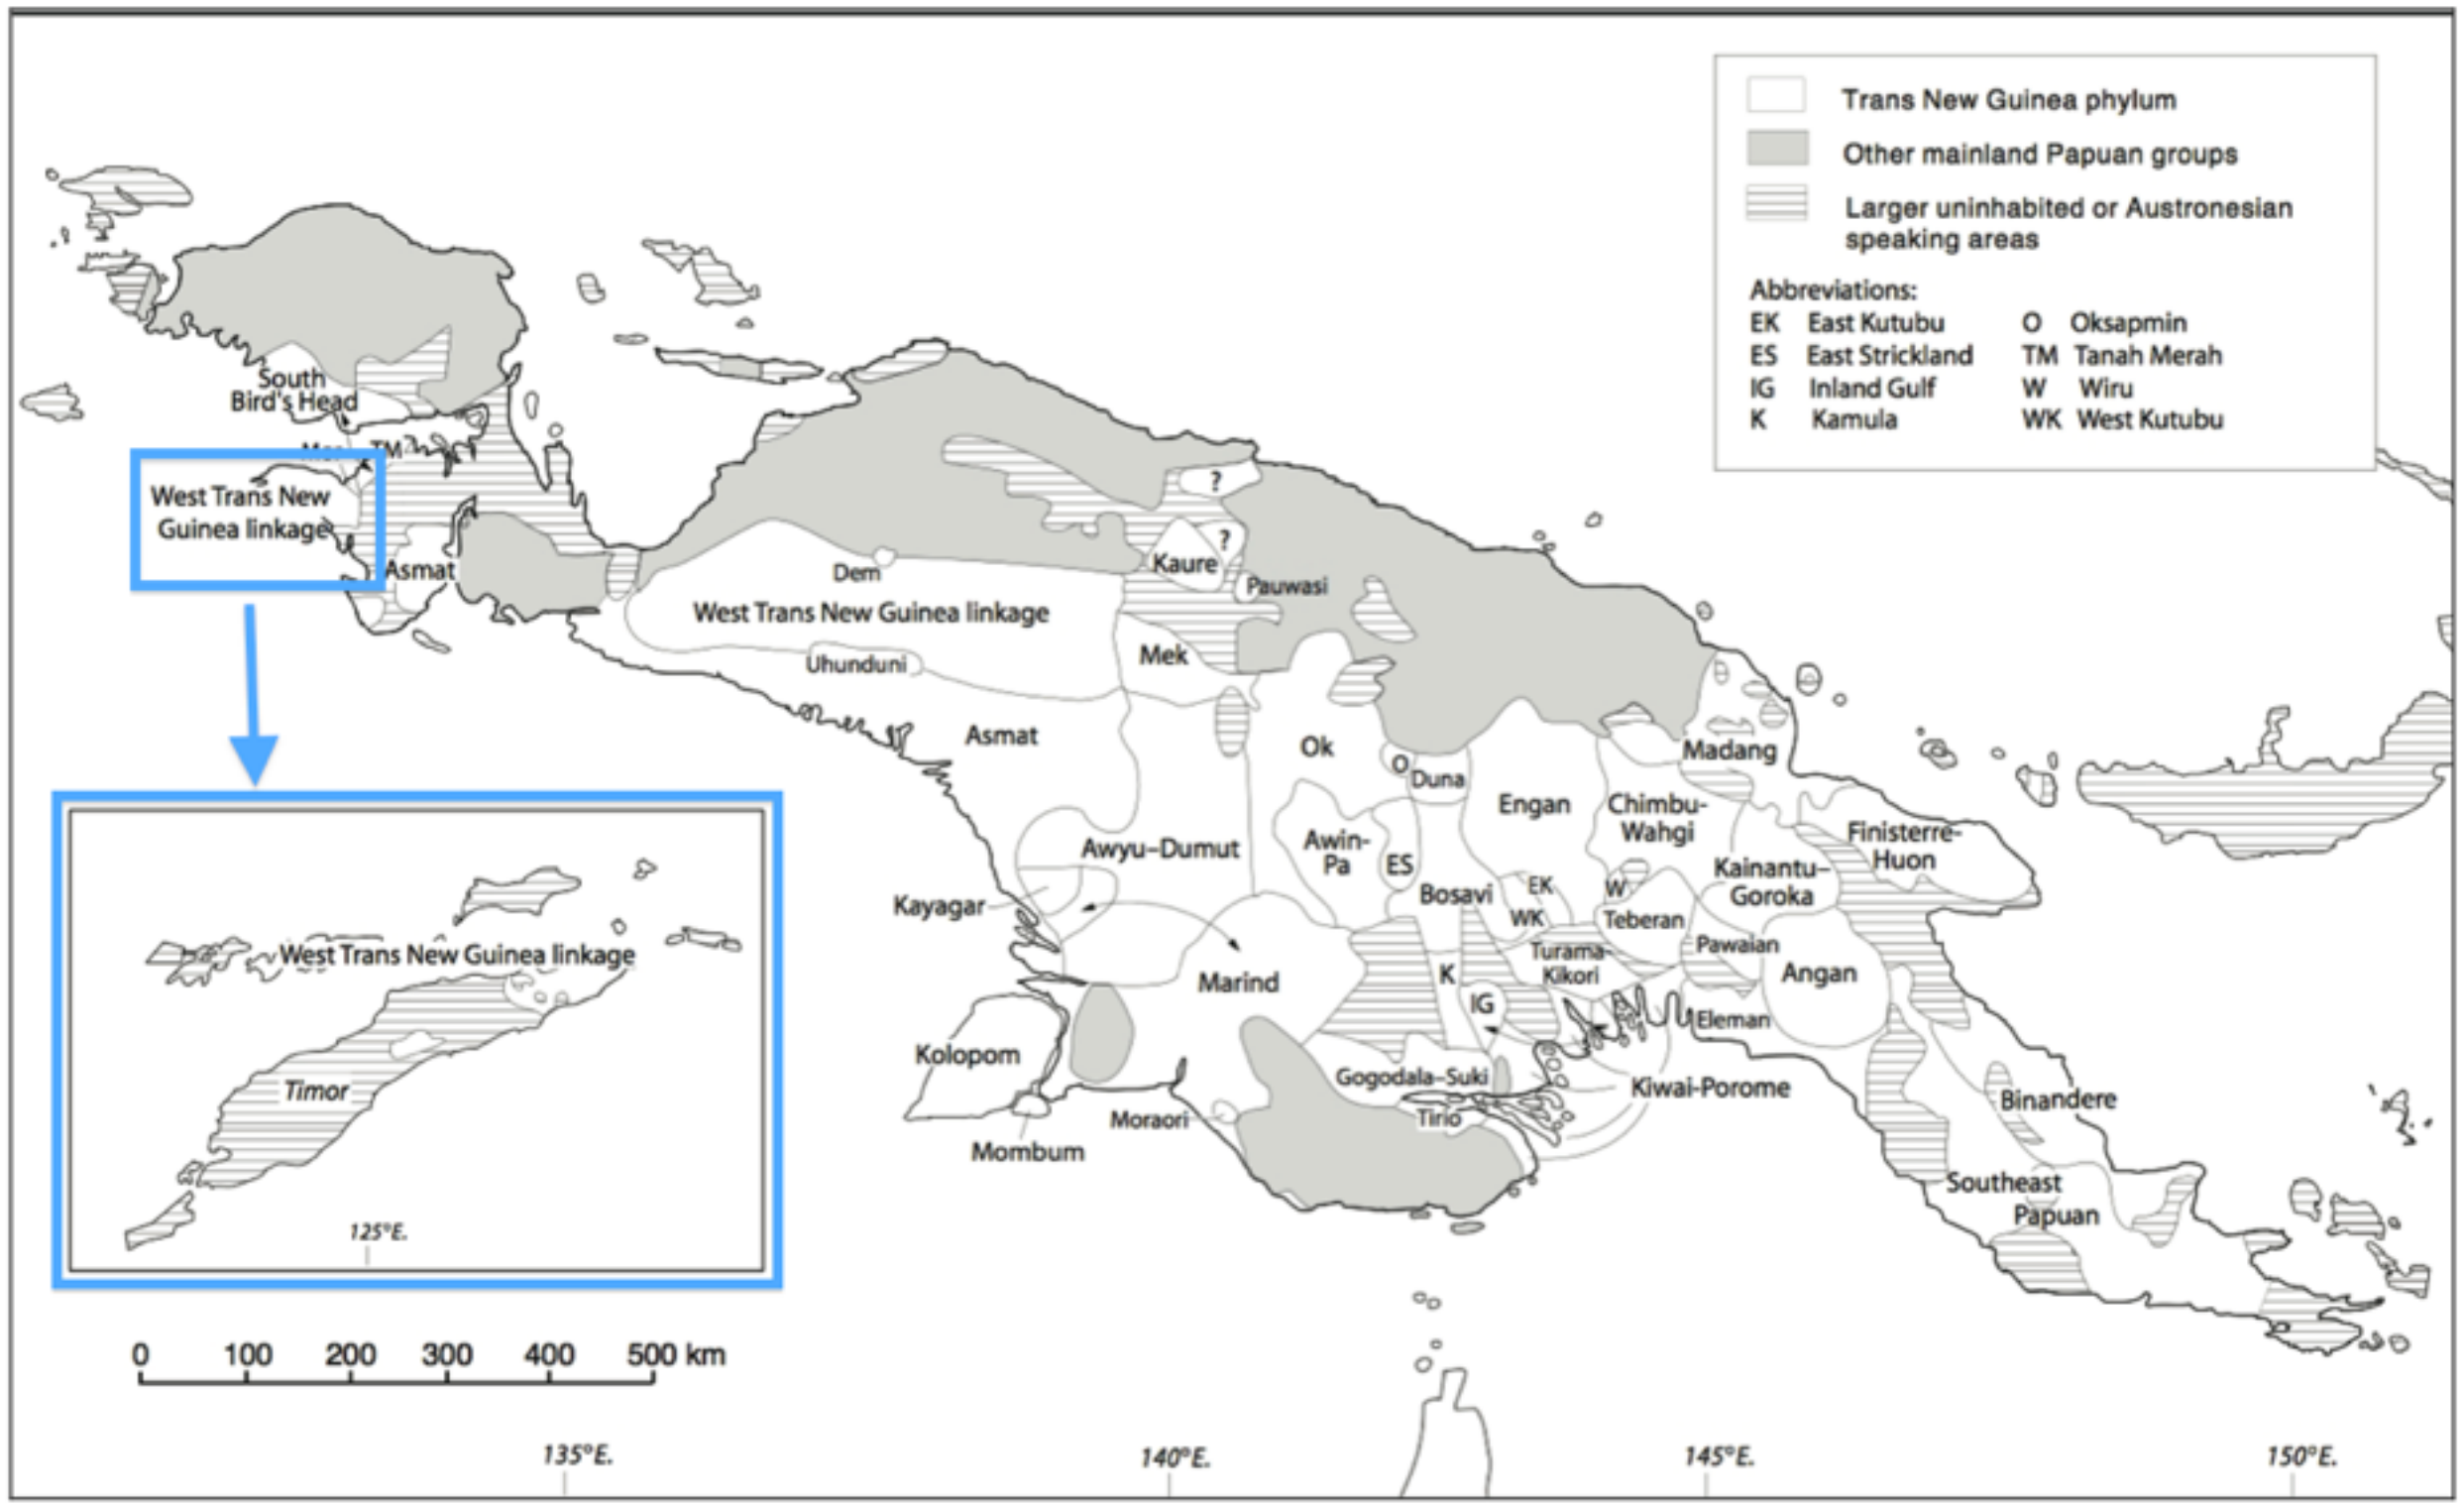 Trans New Guinea phylum
Other mainland Papuan groups
Larger uninhabited or Austronesian
speaking areas
Abbreviations:
EK East Kutubu
O Oksapmin
ES East Strickland
TM Tanah Merah
IG Inland Gulf
W Wiru
K Kamula
WK West Kutubu
South
Bird's Head
TM
West Trans New
Guinea linkage
Asmat
?
?
Kaure
Dem
Pauwasi
West Trans New Guinea linkage
Mek
Uhunduni
Asmat
Ok
O
Duna
Madang
Engan
Chimbu-
Wahgi
Finisterre-
Huon
Awyu–Dumut
Awin-
Pa
ES
Bosavi
EK
WK
W
Teberan
Kainantu–
Goroka
Kayagar
Turama-
Kikori
Pawaian
Angan
Marind
K
IG
Eleman
Kolopom
Gogodala–Suki
Kiwai-Porome
Tirio
Moraori
Mombum
Binandere
Southeast
Papuan
West Trans New Guinea linkage
Timor
125°E.
0 100 200 300 400 500 km
135°E. 140°E. 145°E. 150°E.